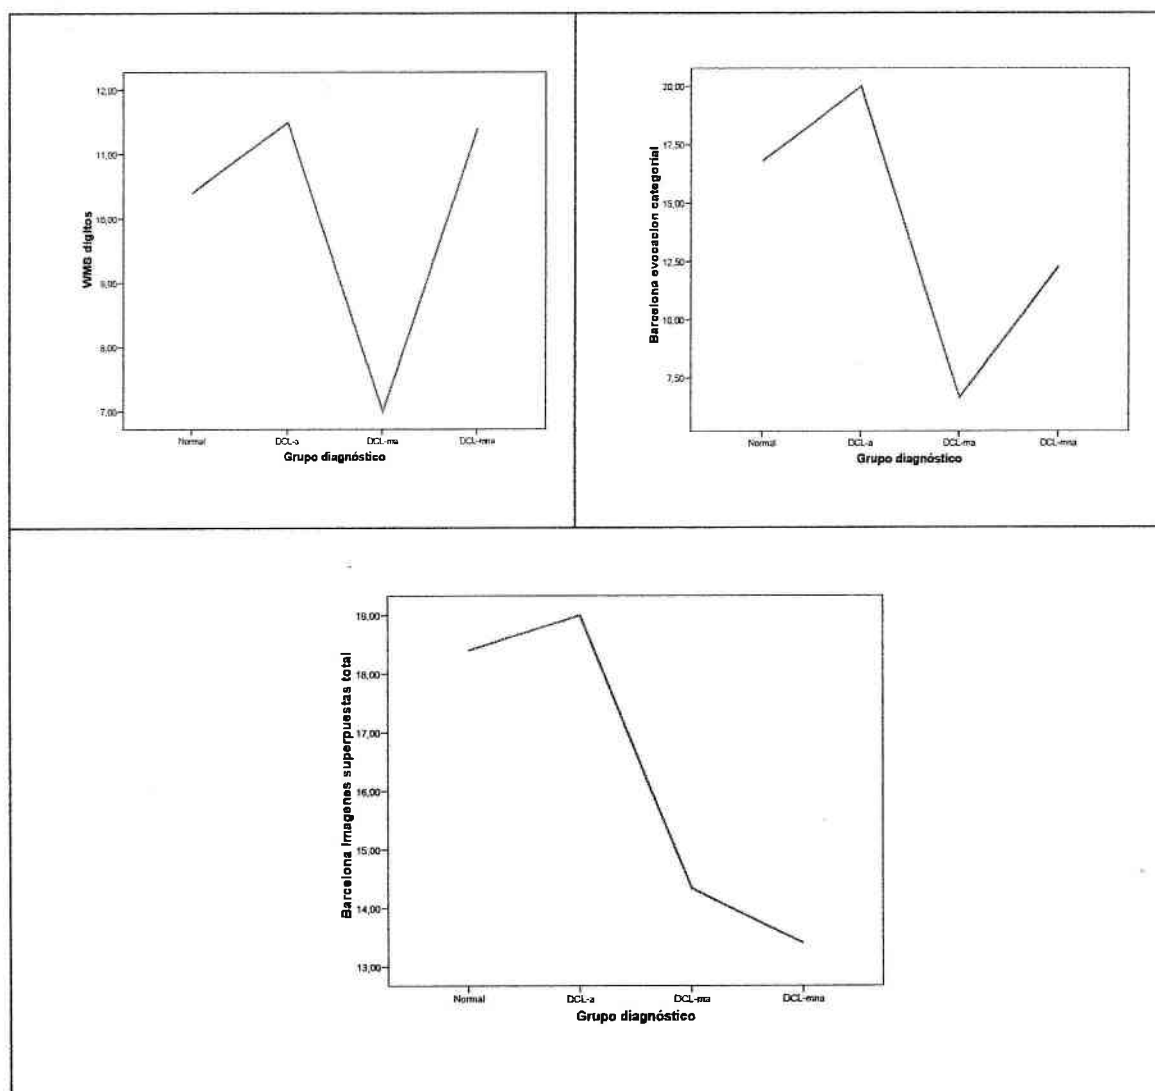 WMS dígitos
12,00
11,00
10,00
9,00
8,00
7,00
Normal DCL-a DCL-ma DCL-mna
Grupo diagnóstico
Barcelona evocacion categorial
20,00
17,50
15,00
12,50
10,00
7,50
Normal DCL-a DCL-ma DCL-mna
Grupo diagnóstico
Barcelona Imagenes superpuestas total
19,00
18,00
17,00
16,00
15,00
14,00
13,00
Normal DCL-a DCL-ma DCL-mna
Grupo diagnóstico